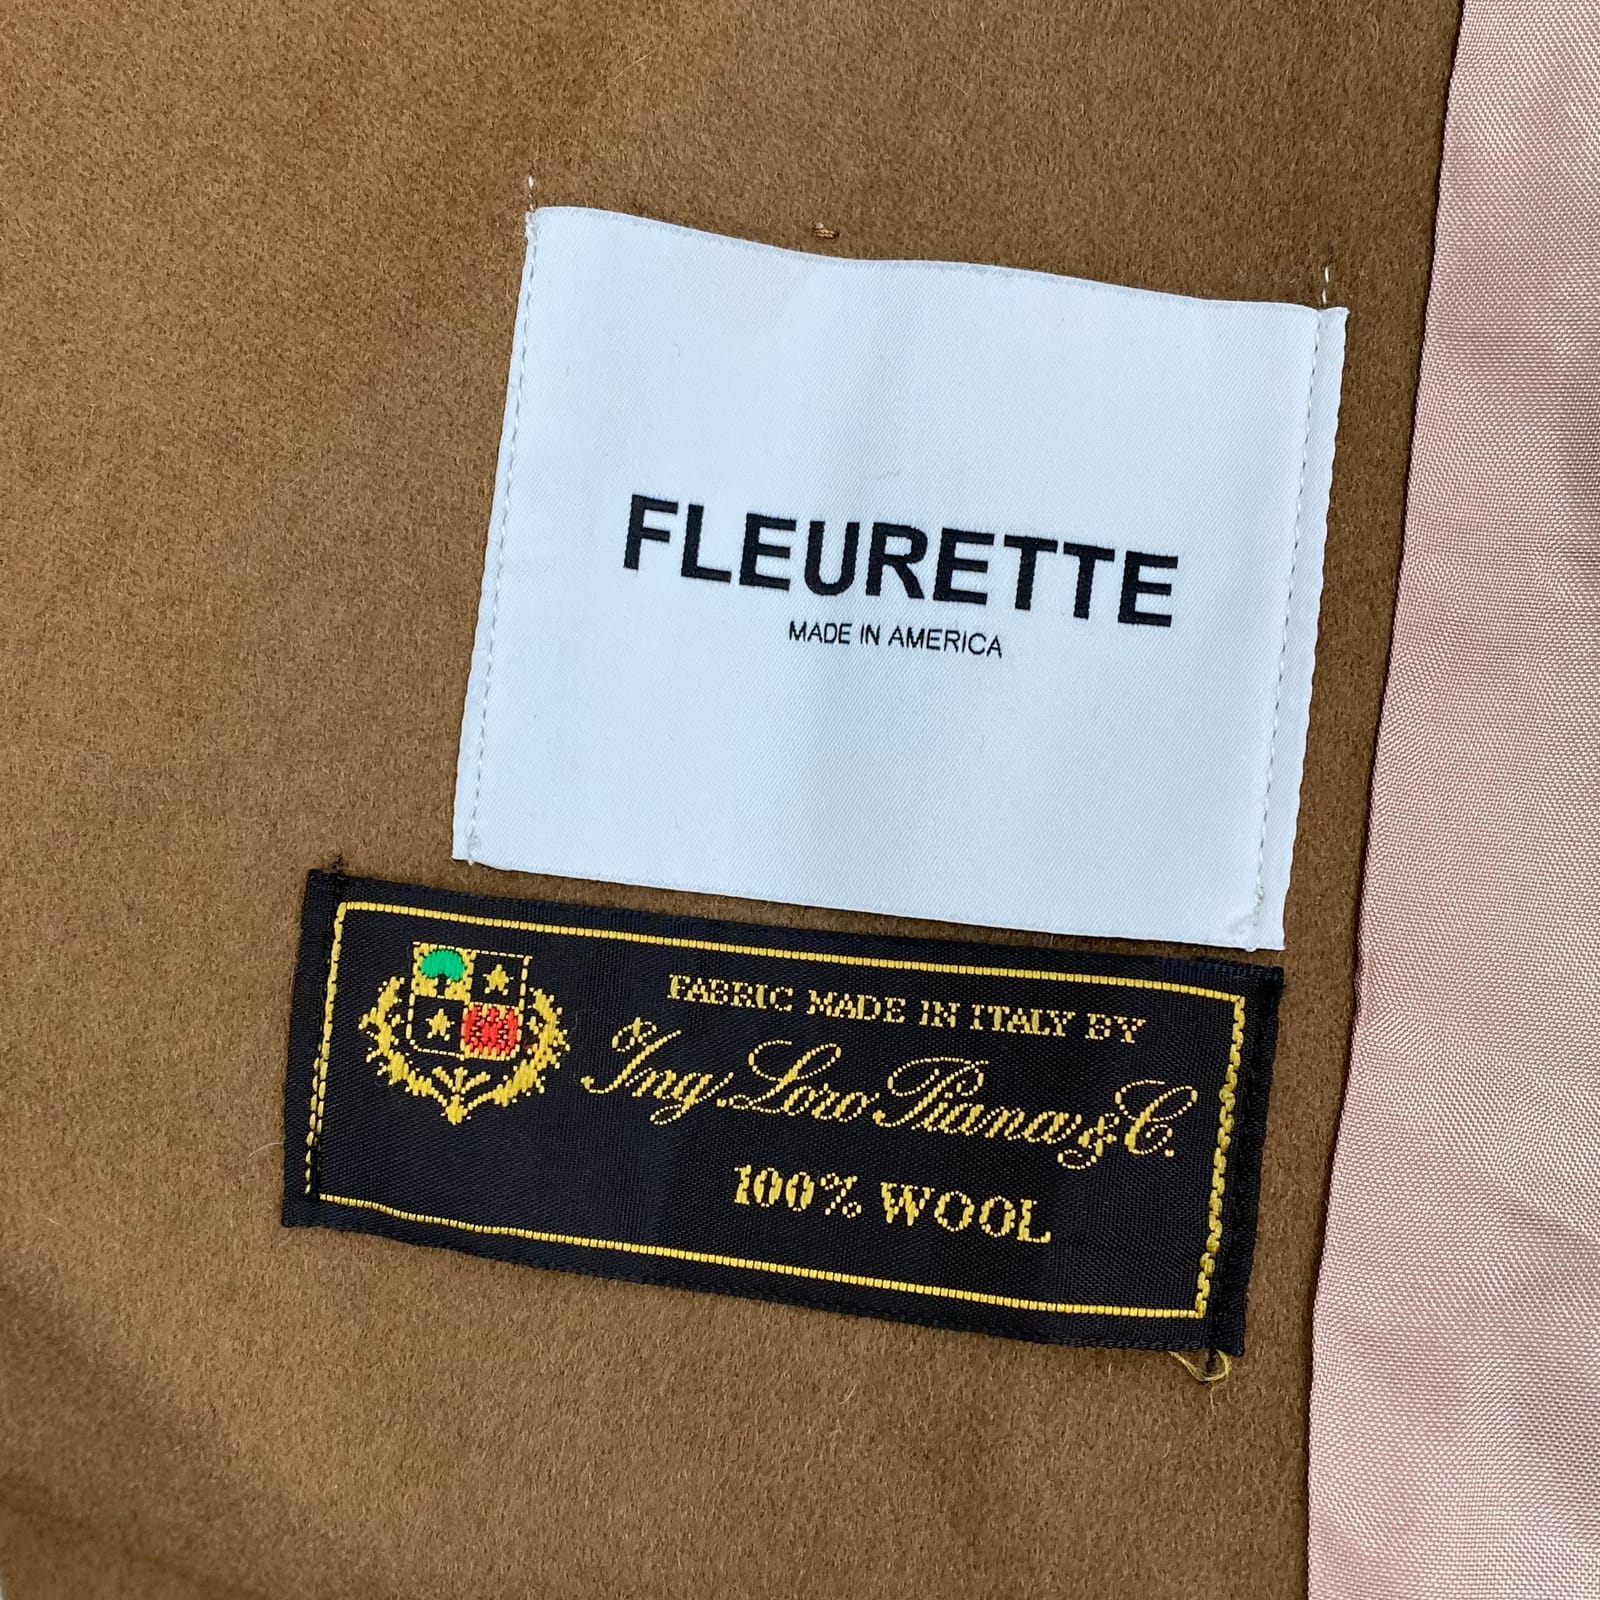 FLEURETTE
MADE IN AMERICA
FABRIC MADE IN ITALY BY
Ing. Loro Piana & C.
100% WOOL